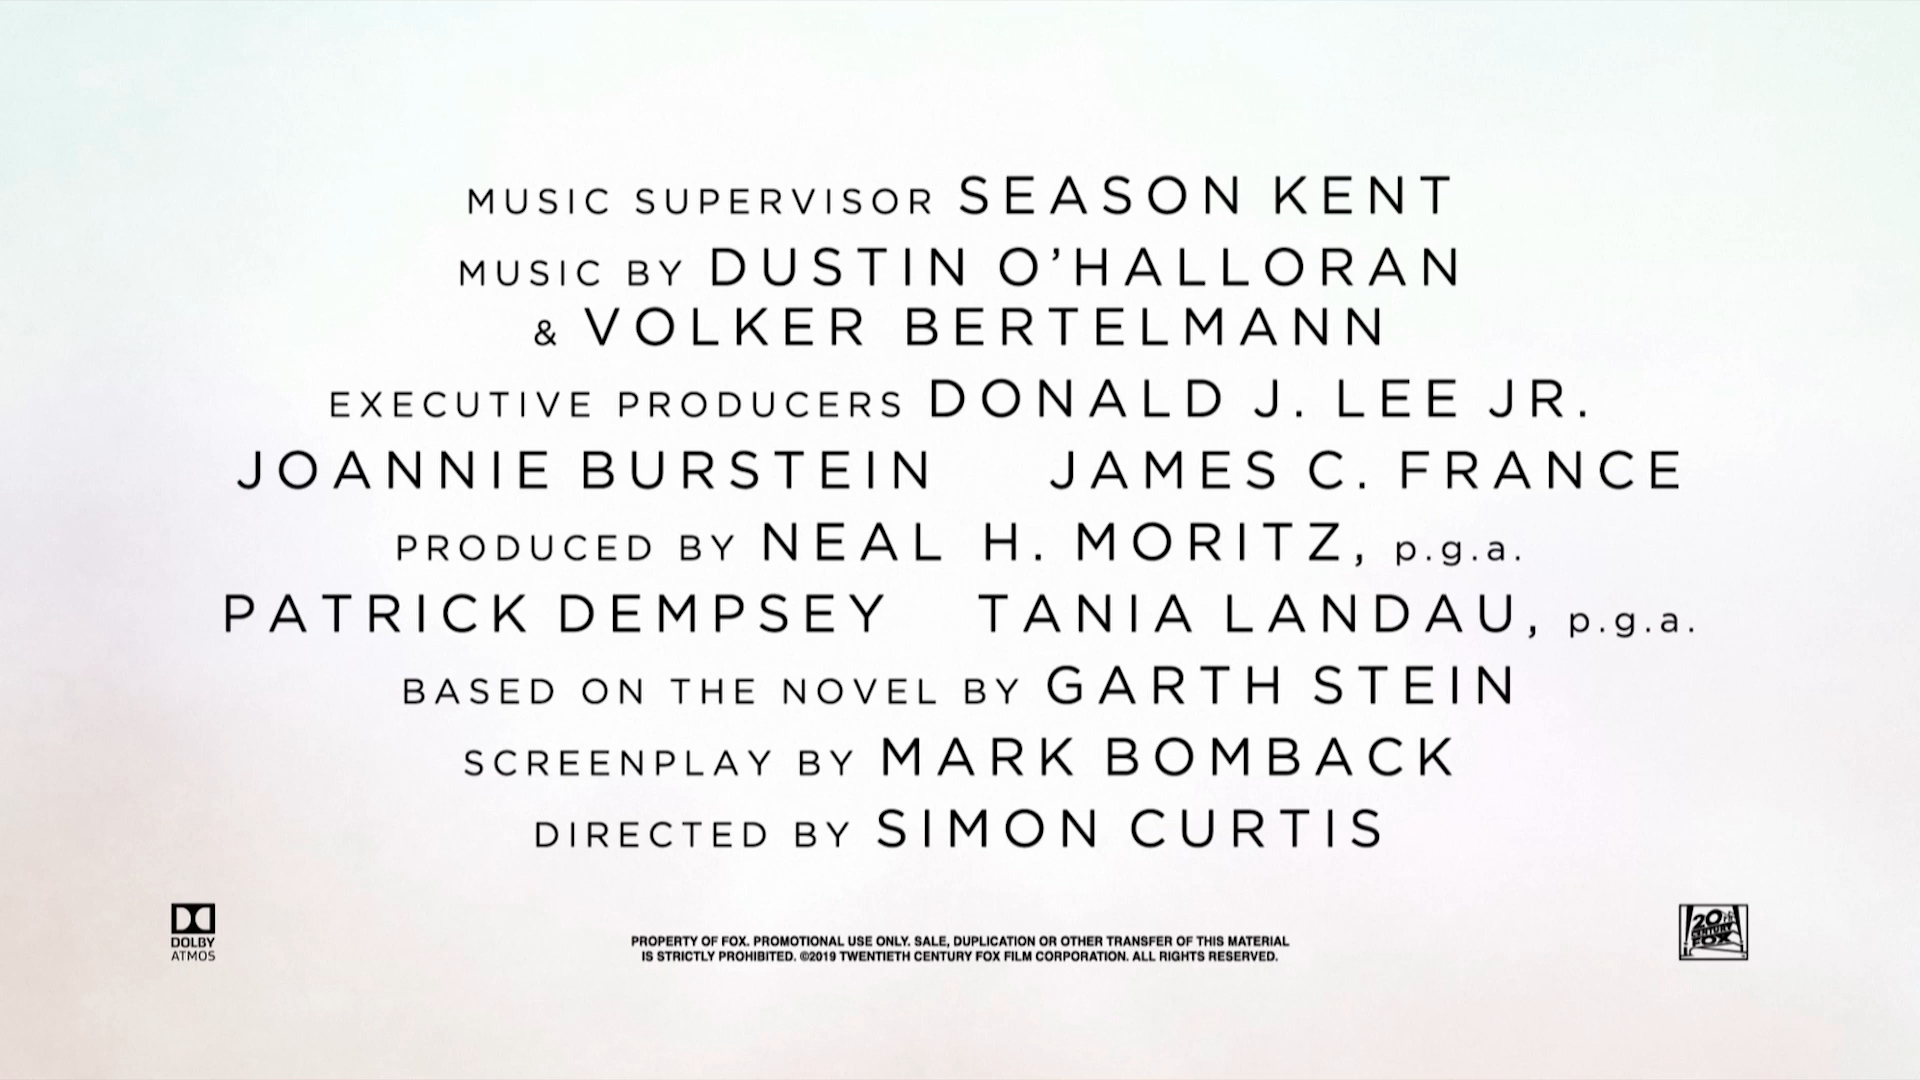 MUSIC SUPERVISOR SEASON KENT
MUSIC BY DUSTIN O’HALLORAN
& VOLKER BERTELMANN
EXECUTIVE PRODUCERS DONALD J. LEE JR.
JOANNIE BURSTEIN JAMES C. FRANCE
PRODUCED BY NEAL H. MORITZ, p.g.a.
PATRICK DEMPSEY TANIA LANDAU, p.g.a.
BASED ON THE NOVEL BY GARTH STEIN
SCREENPLAY BY MARK BOMBACK
DIRECTED BY SIMON CURTIS
DOLBY
ATMOS
PROPERTY OF FOX. PROMOTIONAL USE ONLY. SALE, DUPLICATION OR OTHER TRANSFER OF THIS MATERIAL
IS STRICTLY PROHIBITED. ©2019 TWENTIETH CENTURY FOX FILM CORPORATION. ALL RIGHTS RESERVED.
20th
CENTURY
FOX